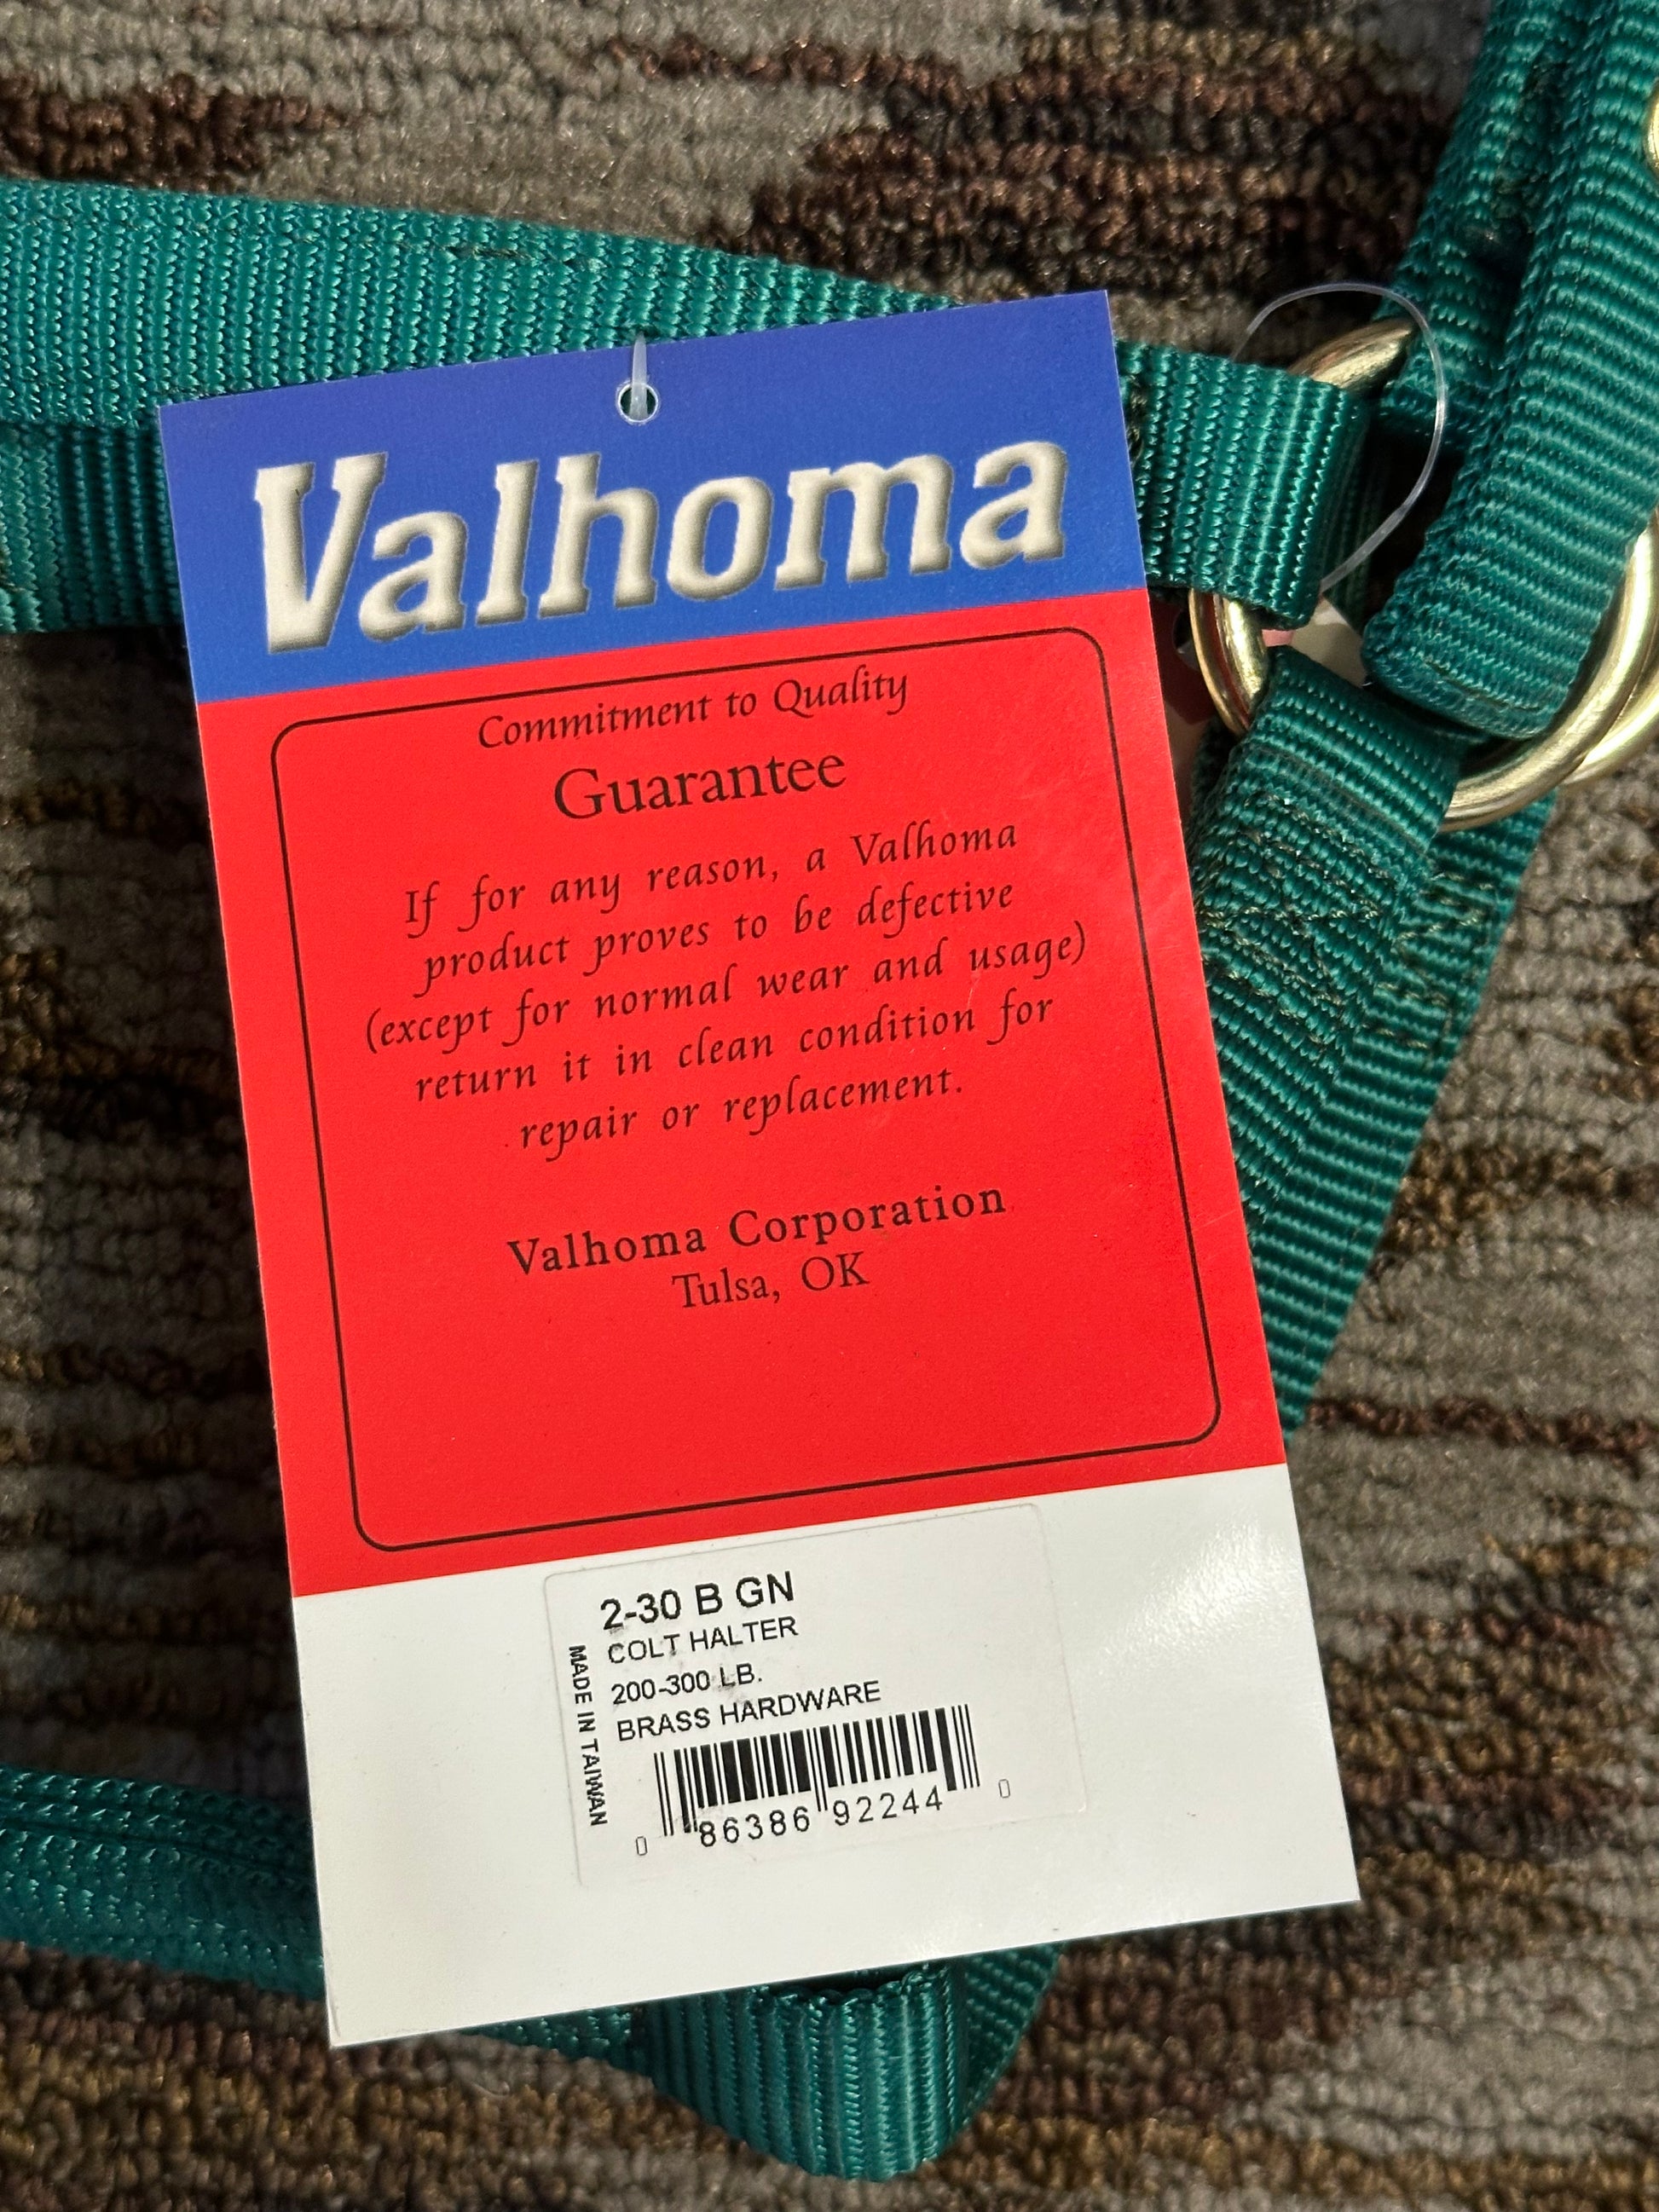 Valhoma
Commitment to Quality
Guarantee
If for any reason, a Valhoma
product proves to be defective
(except for normal wear and usage)
return it in clean condition for
repair or replacement.
Valhoma Corporation
Tulsa, OK
2-30 B GN
COLT HALTER
200-300 LB.
BRASS HARDWARE
MADE IN TAIWAN
0 86386 92244 0